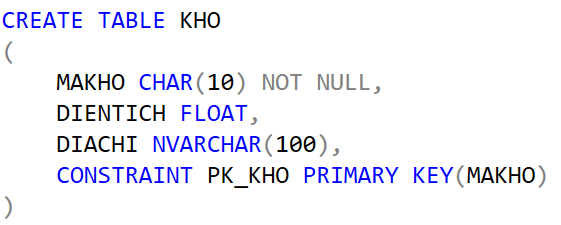 CREATE TABLE KHO
(
    MAKHO CHAR(10) NOT NULL,
    DIENTICH FLOAT,
    DIACHI NVARCHAR(100),
    CONSTRAINT PK_KHO PRIMARY KEY(MAKHO)
)